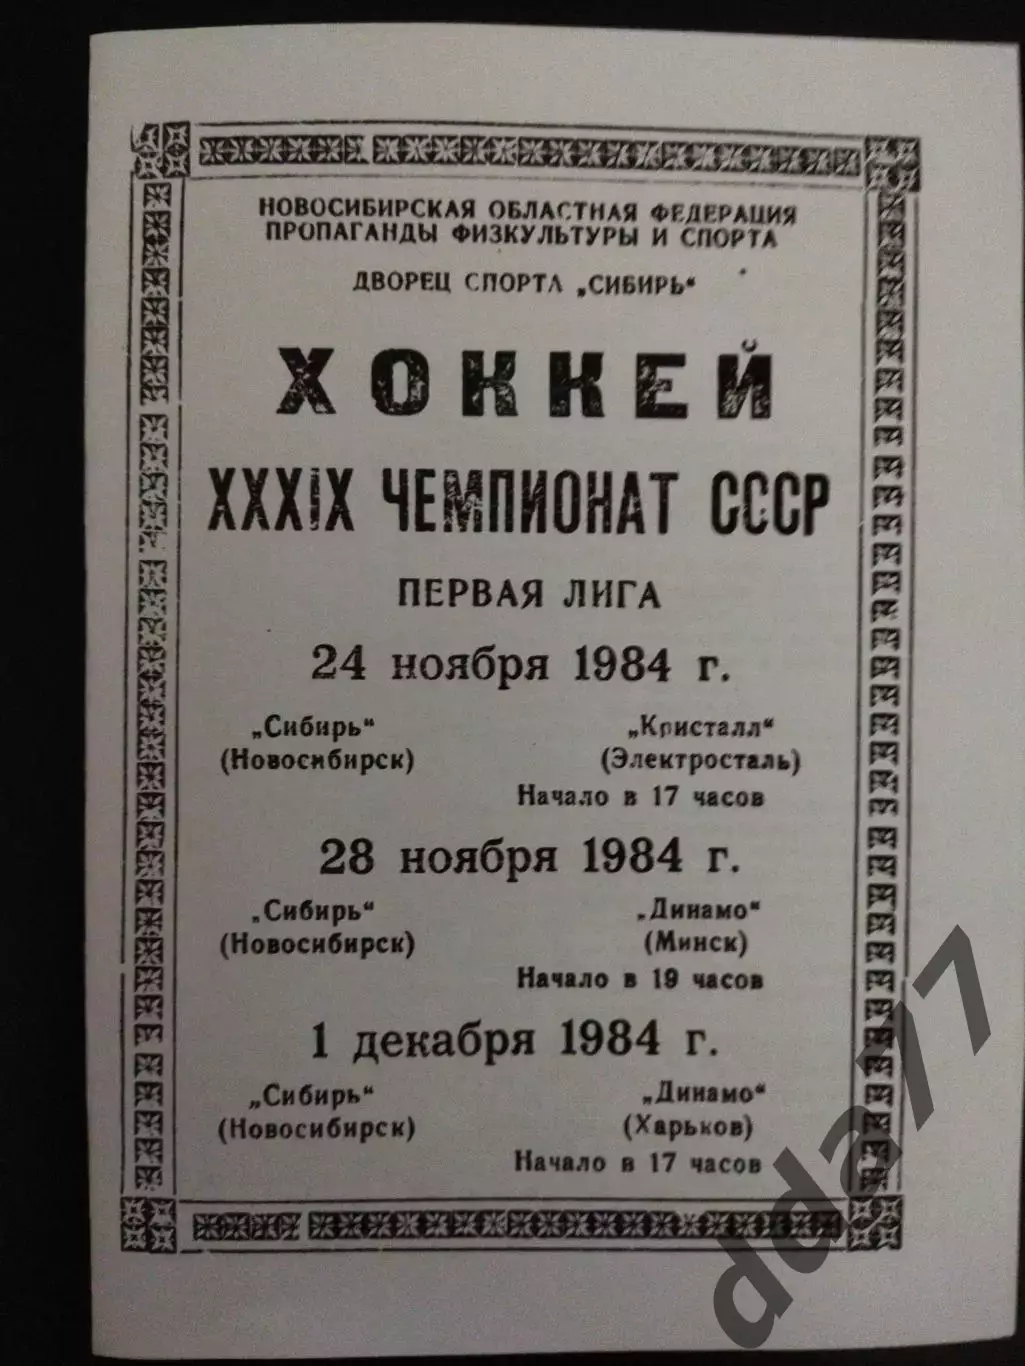 НОВОСИБИРСКАЯ ОБЛАСТНАЯ ФЕДЕРАЦИЯ
ПРОПАГАНДЫ ФИЗКУЛЬТУРЫ И СПОРТА
ДВОРЕЦ СПОРТА „СИБИРЬ“
ХОККЕЙ
XXXIX ЧЕМПИОНАТ СССР
ПЕРВАЯ ЛИГА
24 ноября 1984 г.
„Сибирь“ „Кристалл“
(Новосибирск) (Электросталь)
Начало в 17 часов
28 ноября 1984 г.
„Сибирь“ „Динамо“
(Новосибирск) (Минск)
Начало в 19 часов
1 декабря 1984 г.
„Сибирь“ „Динамо“
(Новосибирск) (Харьков)
Начало в 17 часов
dda77